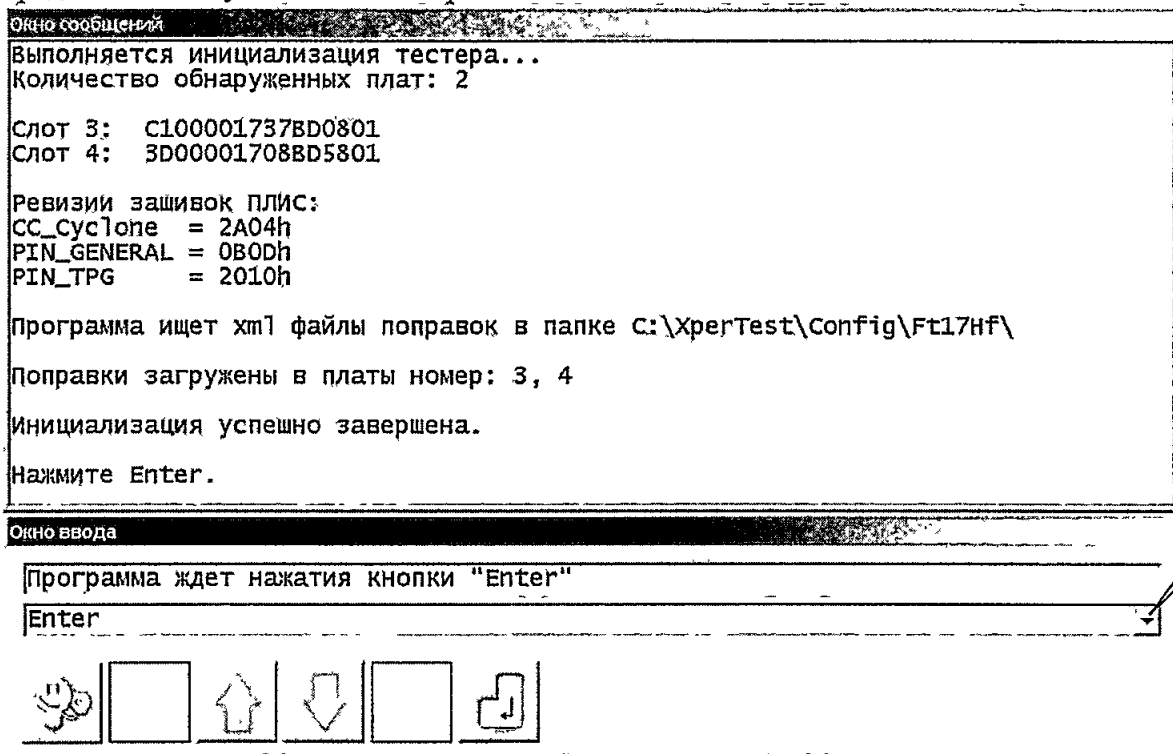 Окно сообщений
Выполняется инициализация тестера...
Количество обнаруженных плат: 2
Слот 3: C100001737BD0801
Слот 4: 3D00001708BD5801
Ревизии зашивок ПЛИС:
CC_Cyclone = 2A04h
PIN_GENERAL = 0B0Dh
PIN_TPG = 2010h
Программа ищет xml файлы поправок в папке C:\XperTest\Config\Ft17Hf\
Поправки загружены в платы номер: 3, 4
Инициализация успешно завершена.
Нажмите Enter.
Окно ввода
Программа ждет нажатия кнопки "Enter"
Enter